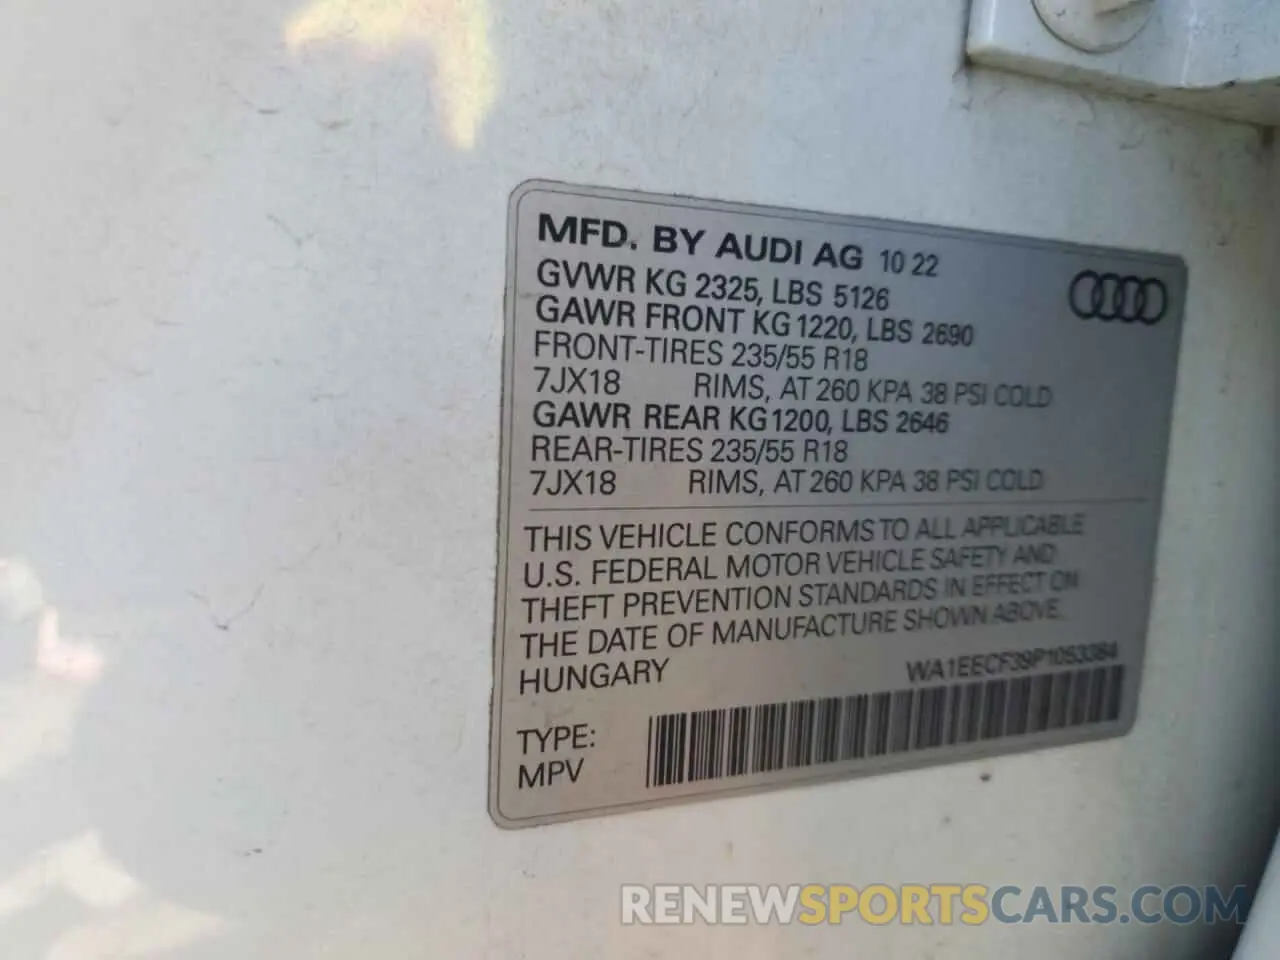 MFD. BY AUDI AG 10 22
GVWR KG 2325, LBS 5126
GAWR FRONT KG 1220, LBS 2690
FRONT-TIRES 235/55 R18
7JX18 RIMS, AT 260 KPA 38 PSI COLD
GAWR REAR KG 1200, LBS 2646
REAR-TIRES 235/55 R18
7JX18 RIMS, AT 260 KPA 38 PSI COLD
THIS VEHICLE CONFORMS TO ALL APPLICABLE
U.S. FEDERAL MOTOR VEHICLE SAFETY AND
THEFT PREVENTION STANDARDS IN EFFECT ON
THE DATE OF MANUFACTURE SHOWN ABOVE.
HUNGARY WA1EECF39P1053384
TYPE:
MPV
RENEWSPORTSCARS.COM